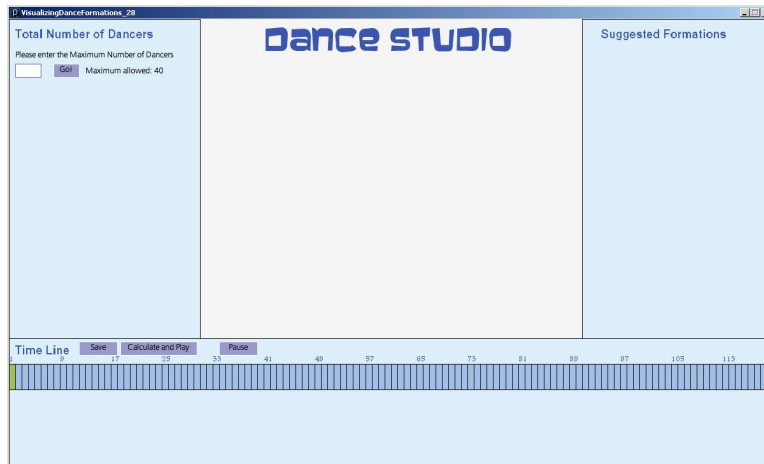 VisualizingDanceFormations_28
Total Number of Dancers
Please enter the Maximum Number of Dancers
Go! Maximum allowed: 40
Dance Studio
Suggested Formations
Time Line Save Calculate and Play Pause
1 9 17 25 33 41 49 57 65 73 81 89 97 105 113